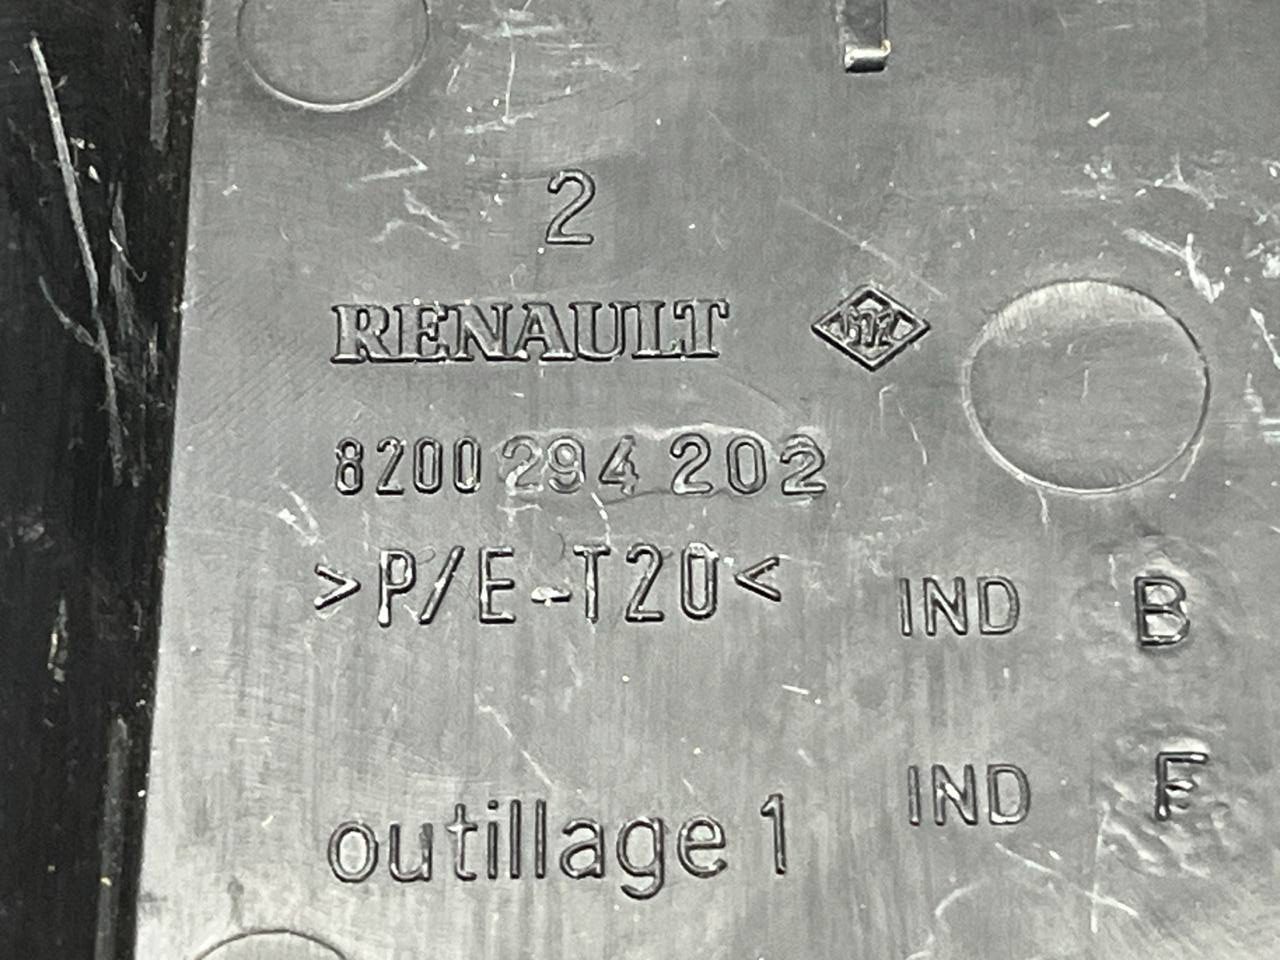 2
RENAULT
8200 294 202
>P/E-T20<
IND B
IND F
outillage 1